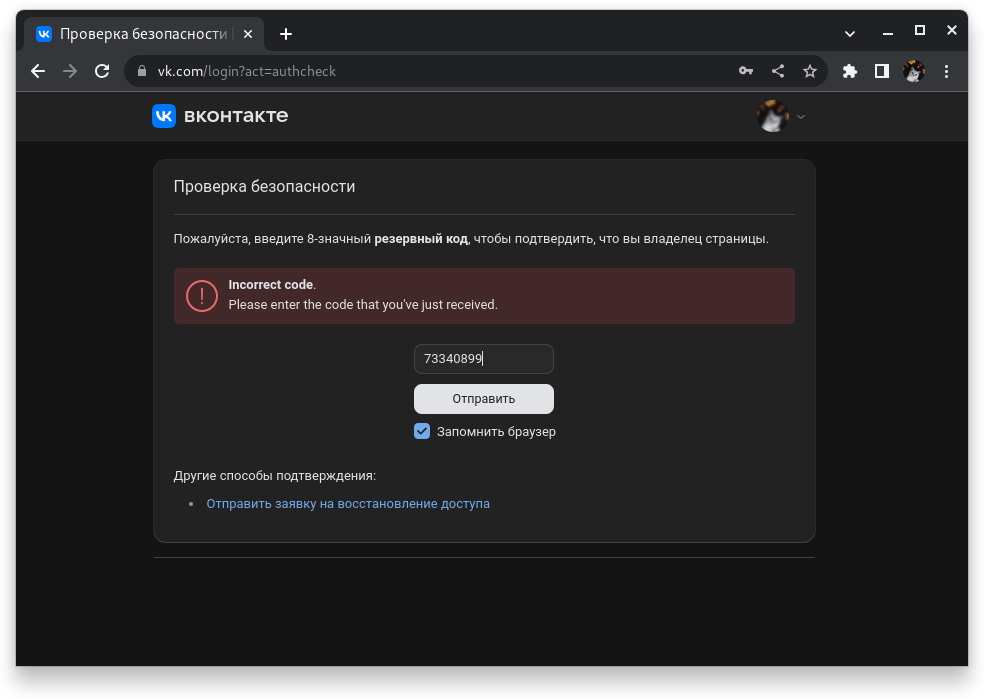 Проверка безопасности
vk.com/login?act=authcheck
вконтакте
Проверка безопасности
Пожалуйста, введите 8-значный резервный код, чтобы подтвердить, что вы владелец страницы.
Incorrect code.
Please enter the code that you've just received.
73340899
Отправить
Запомнить браузер
Другие способы подтверждения:
• Отправить заявку на восстановление доступа